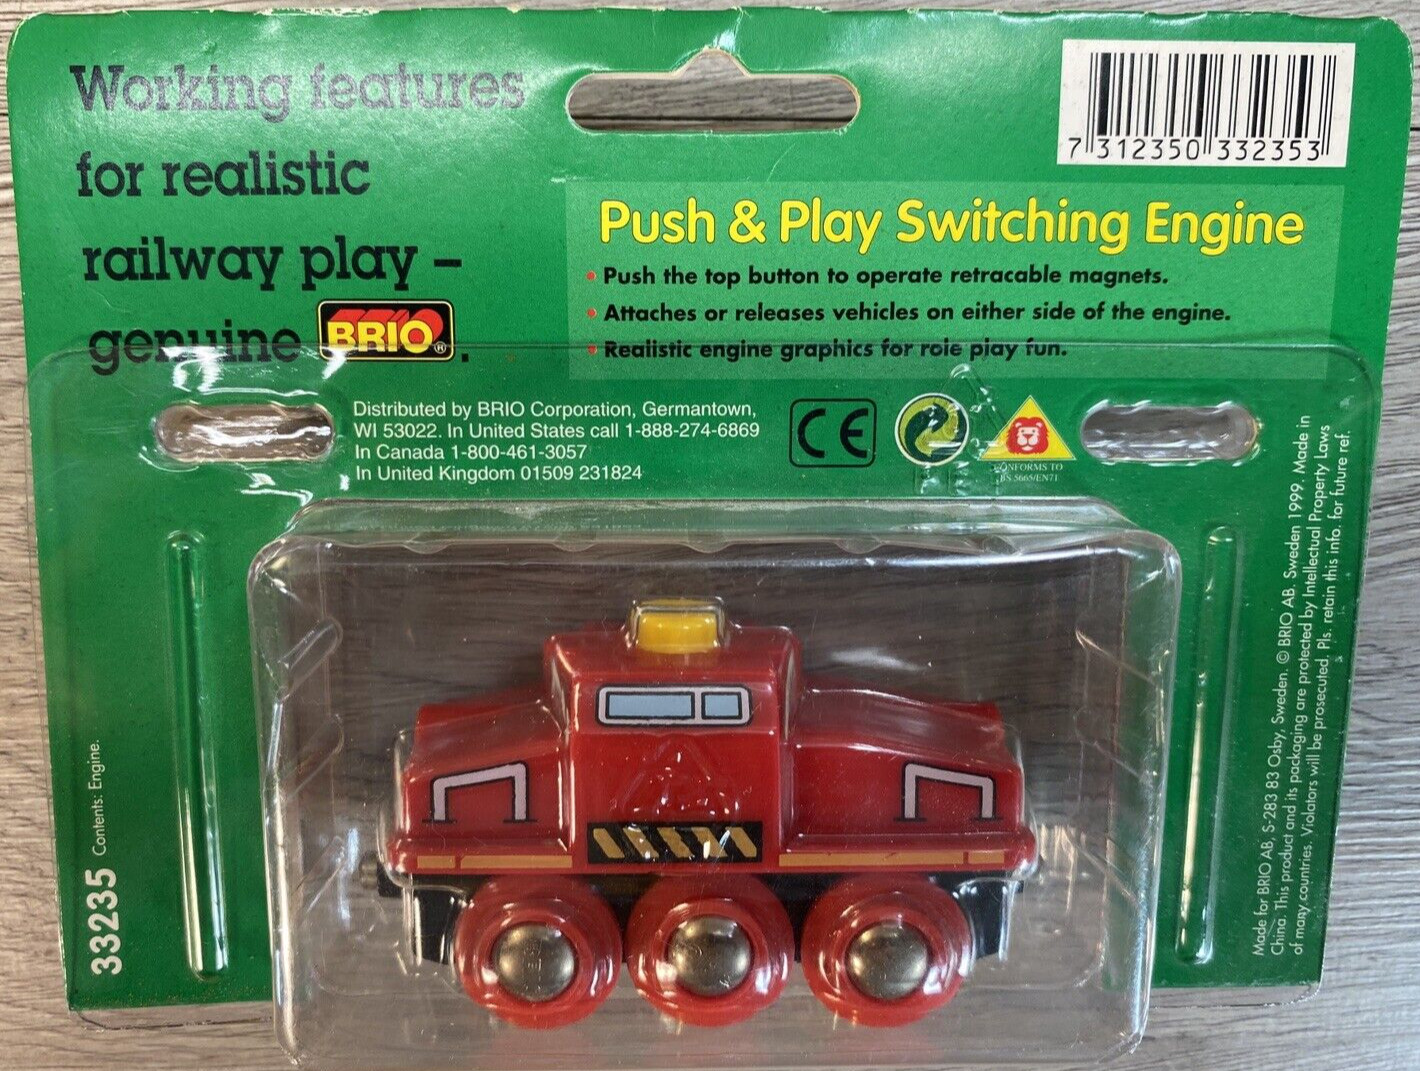 Working features
for realistic
railway play –
genuine BRIO® .
7 312350 332353
Push & Play Switching Engine
• Push the top button to operate retracable magnets.
• Attaches or releases vehicles on either side of the engine.
• Realistic engine graphics for role play fun.
Distributed by BRIO Corporation, Germantown,
WI 53022. In United States call 1-888-274-6869
In Canada 1-800-461-3057
In United Kingdom 01509 231824
CE
CONFORMS TO
BS 5665/EN71
33235 Contents: Engine.
Made for BRIO AB, S-283 83 Osby, Sweden. © BRIO AB, Sweden 1999. Made in
China. This product and its packaging are protected by Intellectual Property Laws
of many countries. Violators will be prosecuted. Pls. retain this info. for future ref.